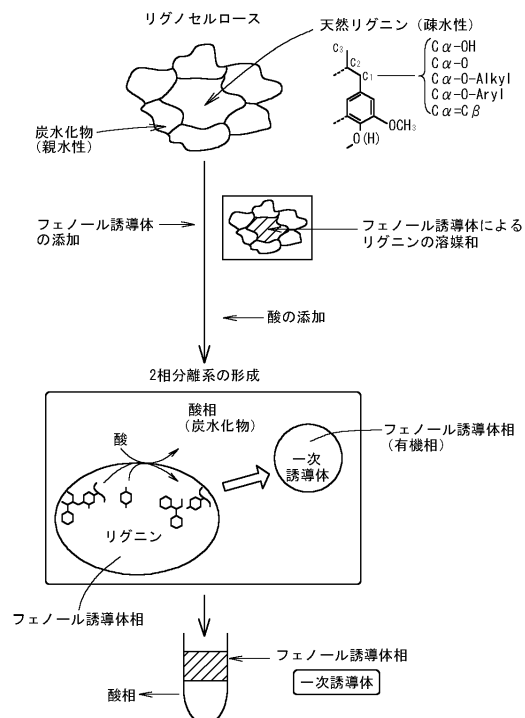 リグノセルロース
天然リグニン（疎水性）
C₃
C₂
C₁
Cα-OH
Cα-O
Cα-O-Alkyl
Cα-O-Aryl
Cα=Cβ
OCH₃
O(H)
炭水化物
（親水性）
フェノール誘導体
の添加
フェノール誘導体による
リグニンの溶媒和
酸の添加
2相分離系の形成
酸相
（炭水化物）
酸
フェノール誘導体相
（有機相）
一次
誘導体
リグニン
フェノール誘導体相
フェノール誘導体相
酸相
一次誘導体